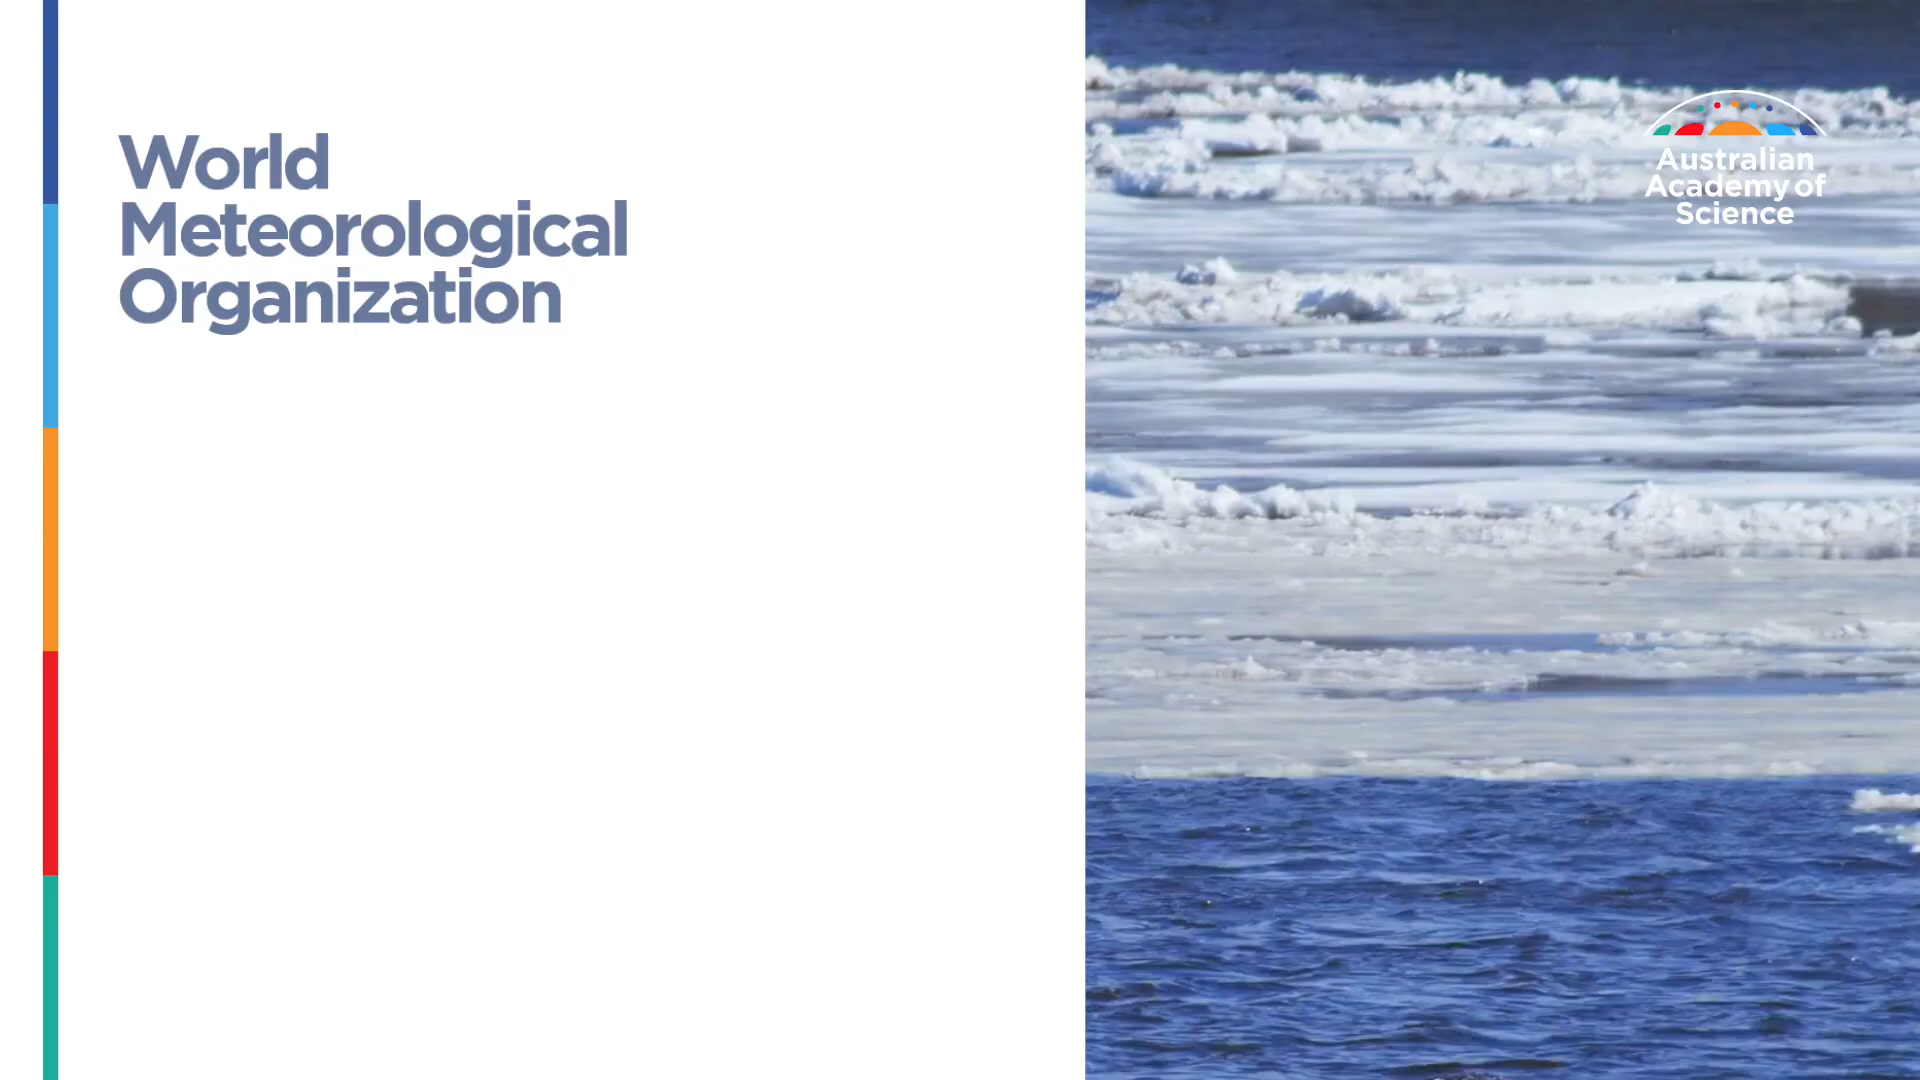 World
Meteorological
Organization
Australian
Academy of
Science